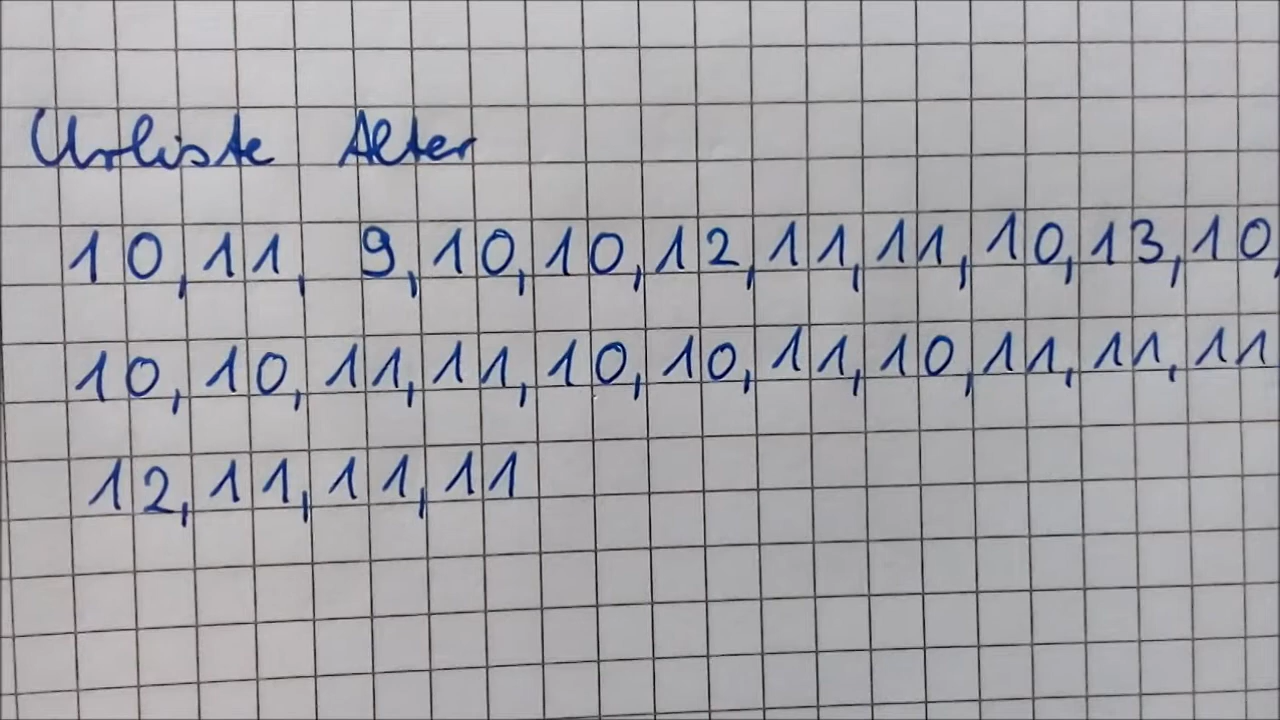 Urliste Alter
10, 11, 9, 10, 10, 12, 11, 11, 10, 13, 10,
10, 10, 11, 11, 10, 10, 11, 10, 11, 11, 11
12, 11, 11, 11